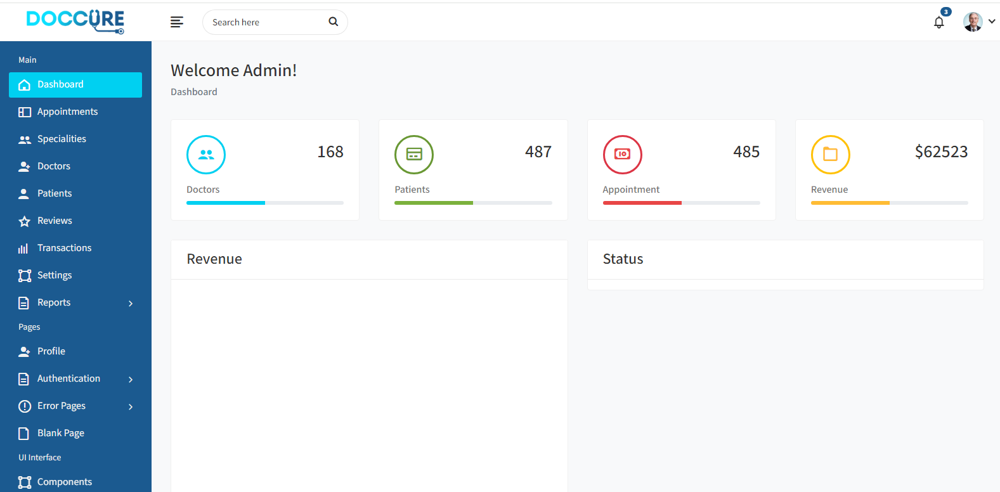 DOCCURE
Search here
3
Main
Dashboard
Appointments
Specialities
Doctors
Patients
Reviews
Transactions
Settings
Reports
Pages
Profile
Authentication
Error Pages
Blank Page
UI Interface
Components
Welcome Admin!
Dashboard
168
Doctors
487
Patients
10
485
Appointment
$62523
Revenue
Revenue
Status